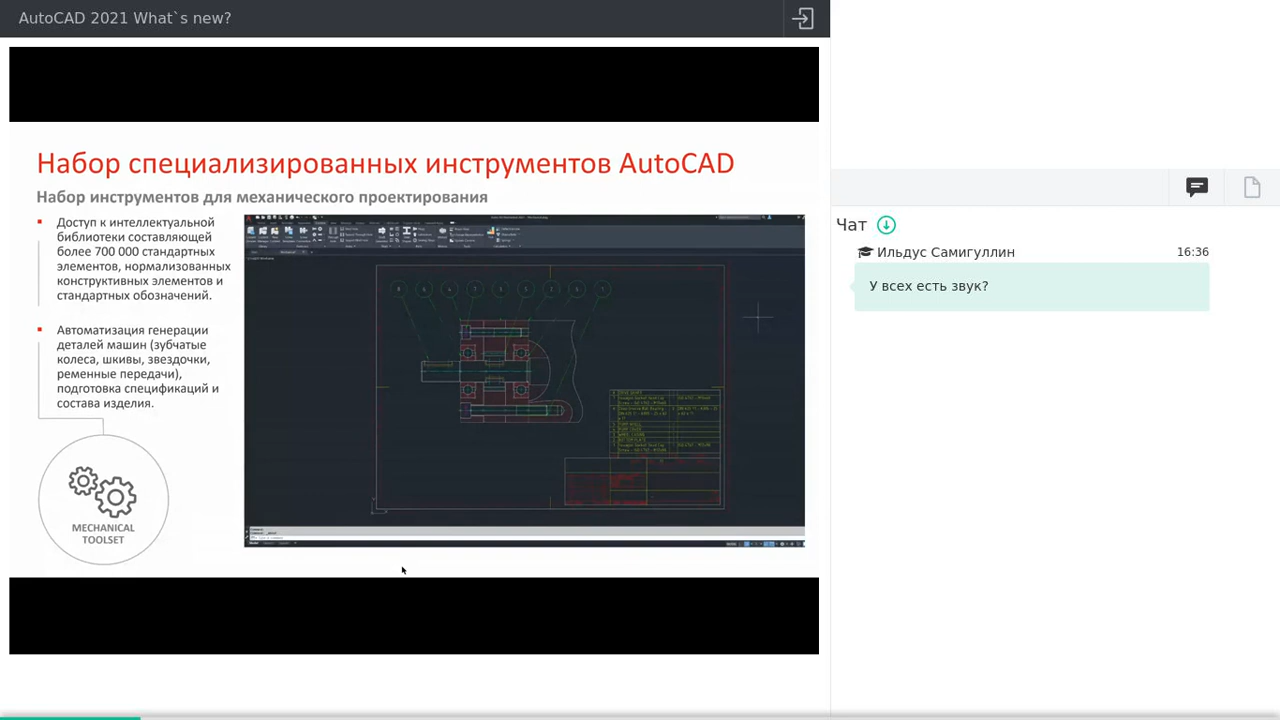 AutoCAD 2021 What`s new?
Набор специализированных инструментов AutoCAD
Набор инструментов для механического проектирования
Доступ к интеллектуальной
библиотеки составляющей
более 700 000 стандартных
элементов, нормализованных
конструктивных элементов и
стандартных обозначений.
Автоматизация генерации
деталей машин (зубчатые
колеса, шкивы, звездочки,
ременные передачи),
подготовка спецификаций и
состава изделия.
MECHANICAL
TOOLSET
Чат
Ильдус Самигуллин 16:36
У всех есть звук?